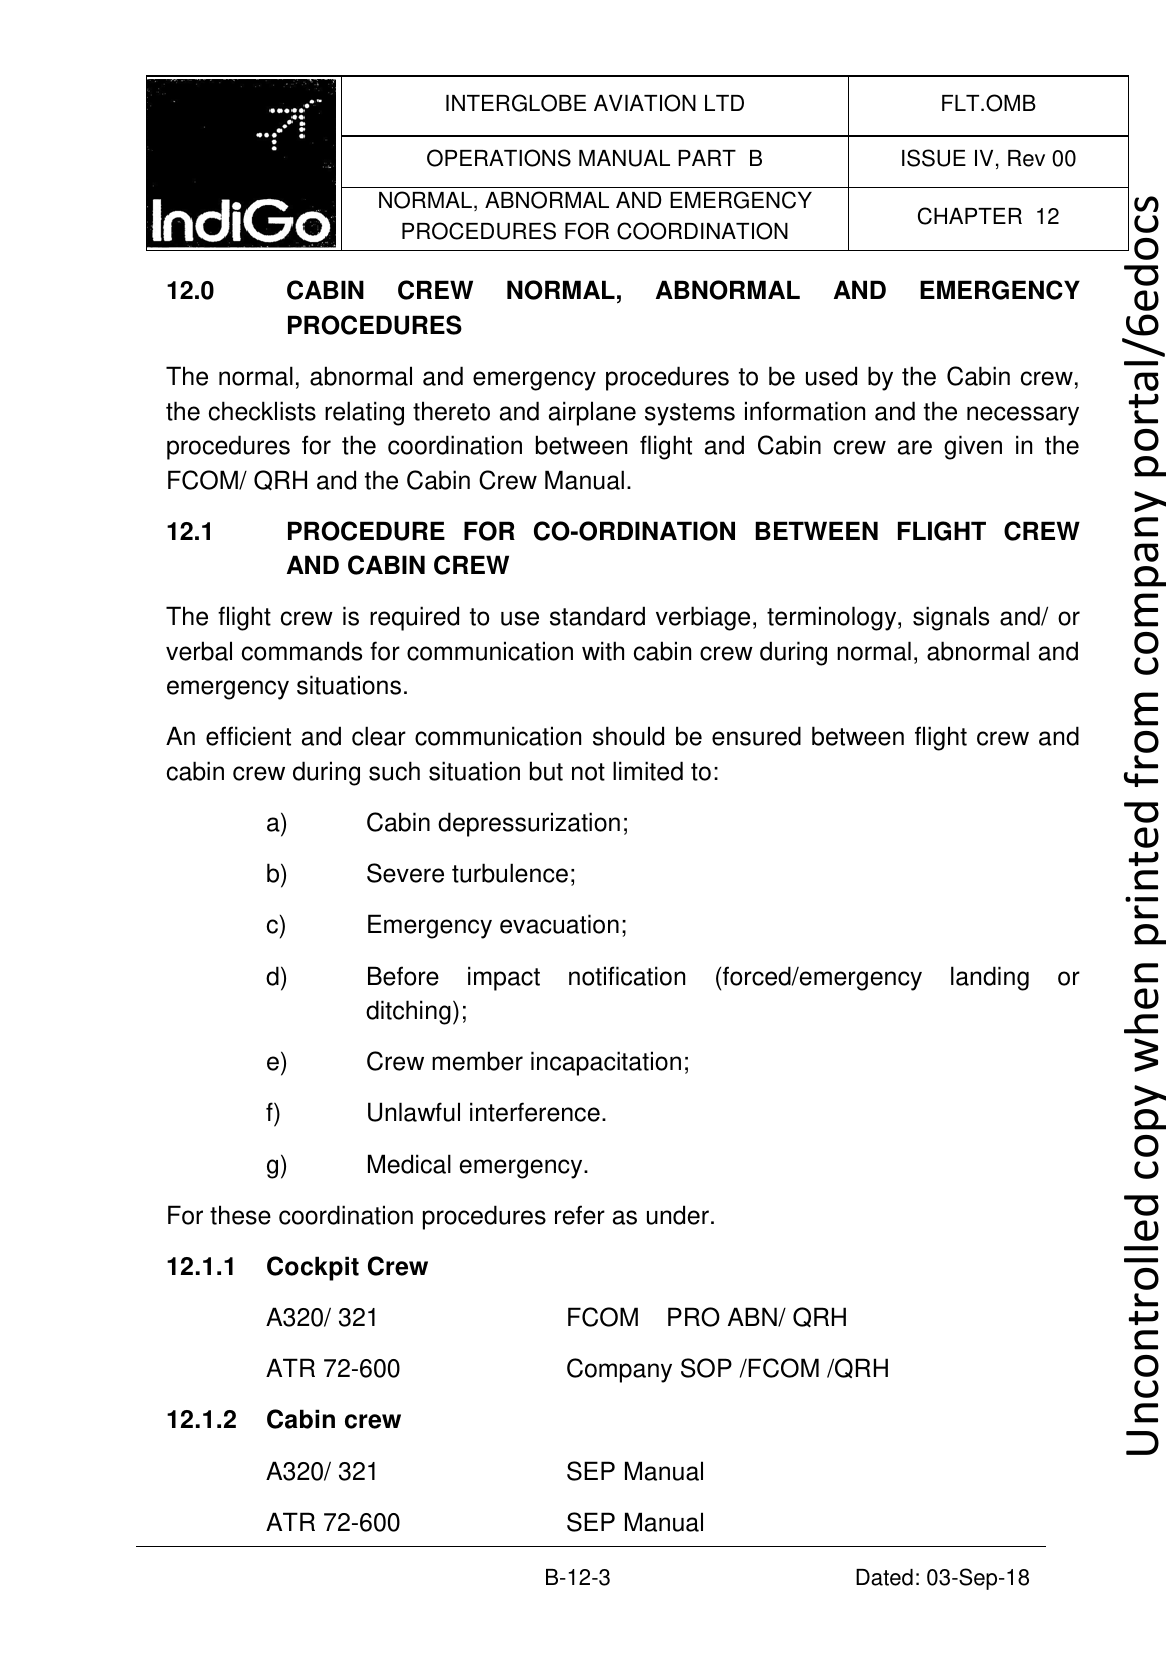 IndiGo
INTERGLOBE AVIATION LTD
FLT.OMB
OPERATIONS MANUAL PART B
ISSUE IV, Rev 00
NORMAL, ABNORMAL AND EMERGENCY
PROCEDURES FOR COORDINATION
CHAPTER 12
12.0 CABIN CREW NORMAL, ABNORMAL AND EMERGENCY
PROCEDURES
The normal, abnormal and emergency procedures to be used by the Cabin crew,
the checklists relating thereto and airplane systems information and the necessary
procedures for the coordination between flight and Cabin crew are given in the
FCOM/ QRH and the Cabin Crew Manual.
12.1 PROCEDURE FOR CO-ORDINATION BETWEEN FLIGHT CREW
AND CABIN CREW
The flight crew is required to use standard verbiage, terminology, signals and/ or
verbal commands for communication with cabin crew during normal, abnormal and
emergency situations.
An efficient and clear communication should be ensured between flight crew and
cabin crew during such situation but not limited to:
a) Cabin depressurization;
b) Severe turbulence;
c) Emergency evacuation;
d) Before impact notification (forced/emergency landing or
ditching);
e) Crew member incapacitation;
f) Unlawful interference.
g) Medical emergency.
For these coordination procedures refer as under.
12.1.1 Cockpit Crew
A320/ 321 FCOM PRO ABN/ QRH
ATR 72-600 Company SOP /FCOM /QRH
12.1.2 Cabin crew
A320/ 321 SEP Manual
ATR 72-600 SEP Manual
B-12-3 Dated: 03-Sep-18
Uncontrolled copy when printed from company portal/6edocs